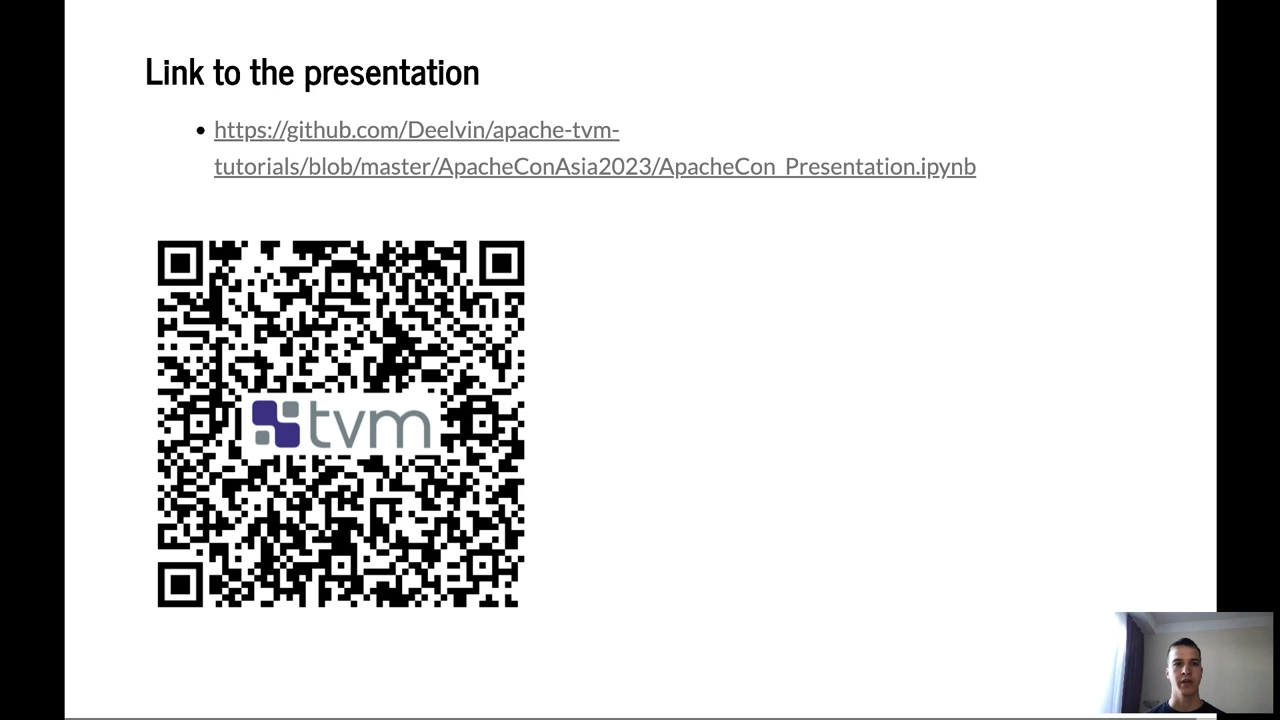 Link to the presentation
https://github.com/Deelvin/apache-tvm-
tutorials/blob/master/ApacheConAsia2023/ApacheCon_Presentation.ipynb
tvm